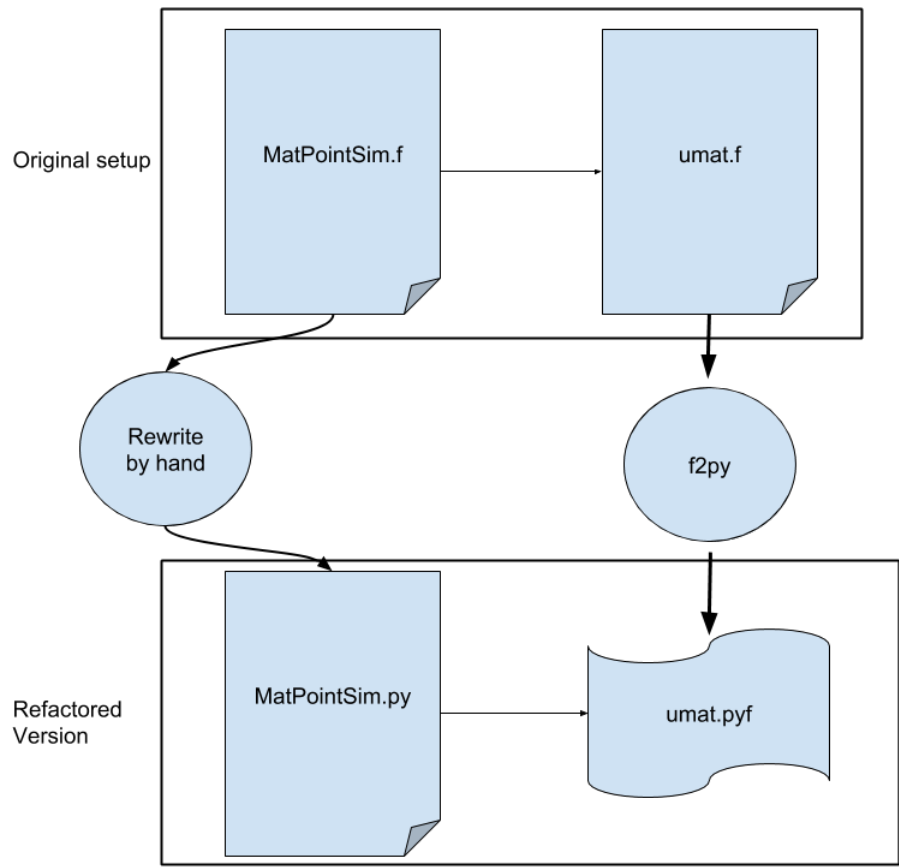 Original setup
MatPointSim.f
umat.f
Rewrite
by hand
f2py
Refactored
Version
MatPointSim.py
umat.pyf